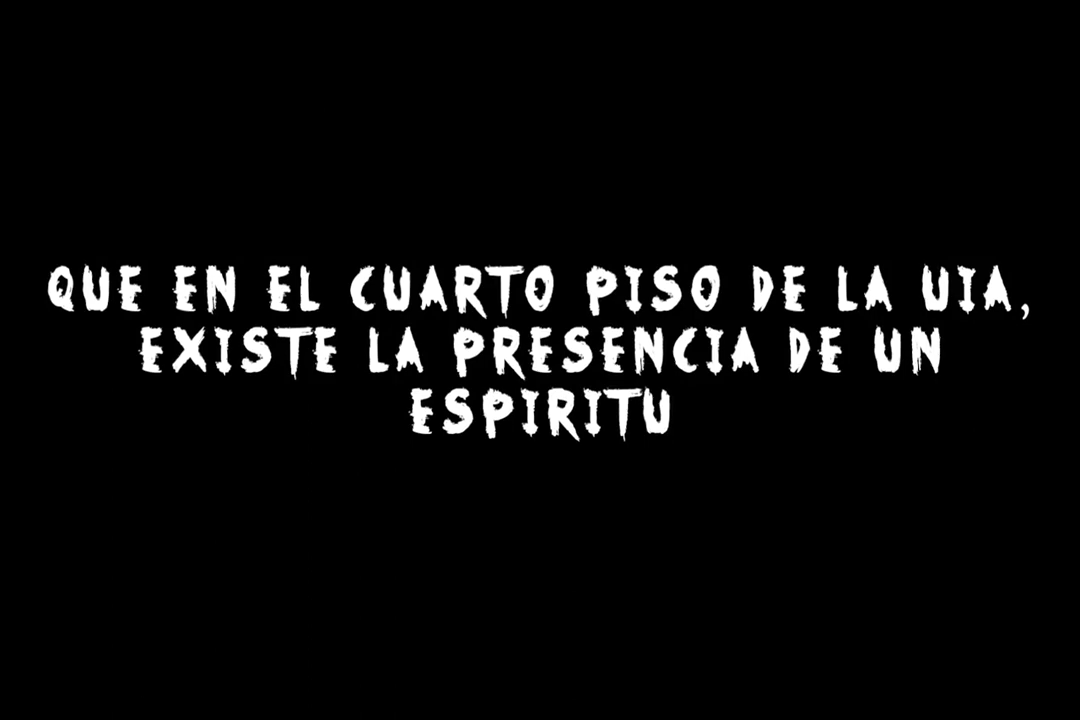 QUE EN EL CUARTO PISO DE LA UIA,
EXISTE LA PRESENCIA DE UN
ESPIRITU